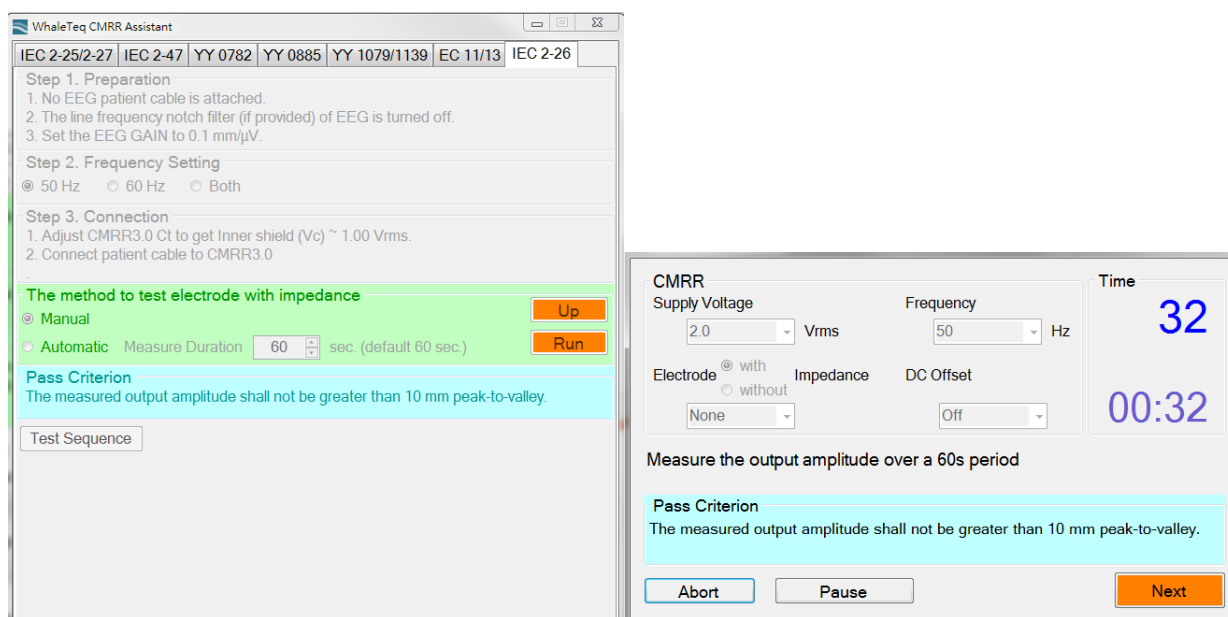 WhaleTeq CMRR Assistant
IEC 2-25/2-27 IEC 2-47 YY 0782 YY 0885 YY 1079/1139 EC 11/13 IEC 2-26
Step 1. Preparation
1. No EEG patient cable is attached.
2. The line frequency notch filter (if provided) of EEG is turned off.
3. Set the EEG GAIN to 0.1 mm/µV.
Step 2. Frequency Setting
50 Hz 60 Hz Both
Step 3. Connection
1. Adjust CMRR3.0 Ct to get Inner shield (Vc) ~ 1.00 Vrms.
2. Connect patient cable to CMRR3.0
.
The method to test electrode with impedance
Manual
Up
Automatic Measure Duration 60 sec. (default 60 sec.)
Run
Pass Criterion
The measured output amplitude shall not be greater than 10 mm peak-to-valley.
Test Sequence
CMRR
Supply Voltage Frequency
2.0 Vrms 50 Hz
Electrode with Impedance DC Offset
without
None Off
Time
32
00:32
Measure the output amplitude over a 60s period
Pass Criterion
The measured output amplitude shall not be greater than 10 mm peak-to-valley.
Abort Pause Next